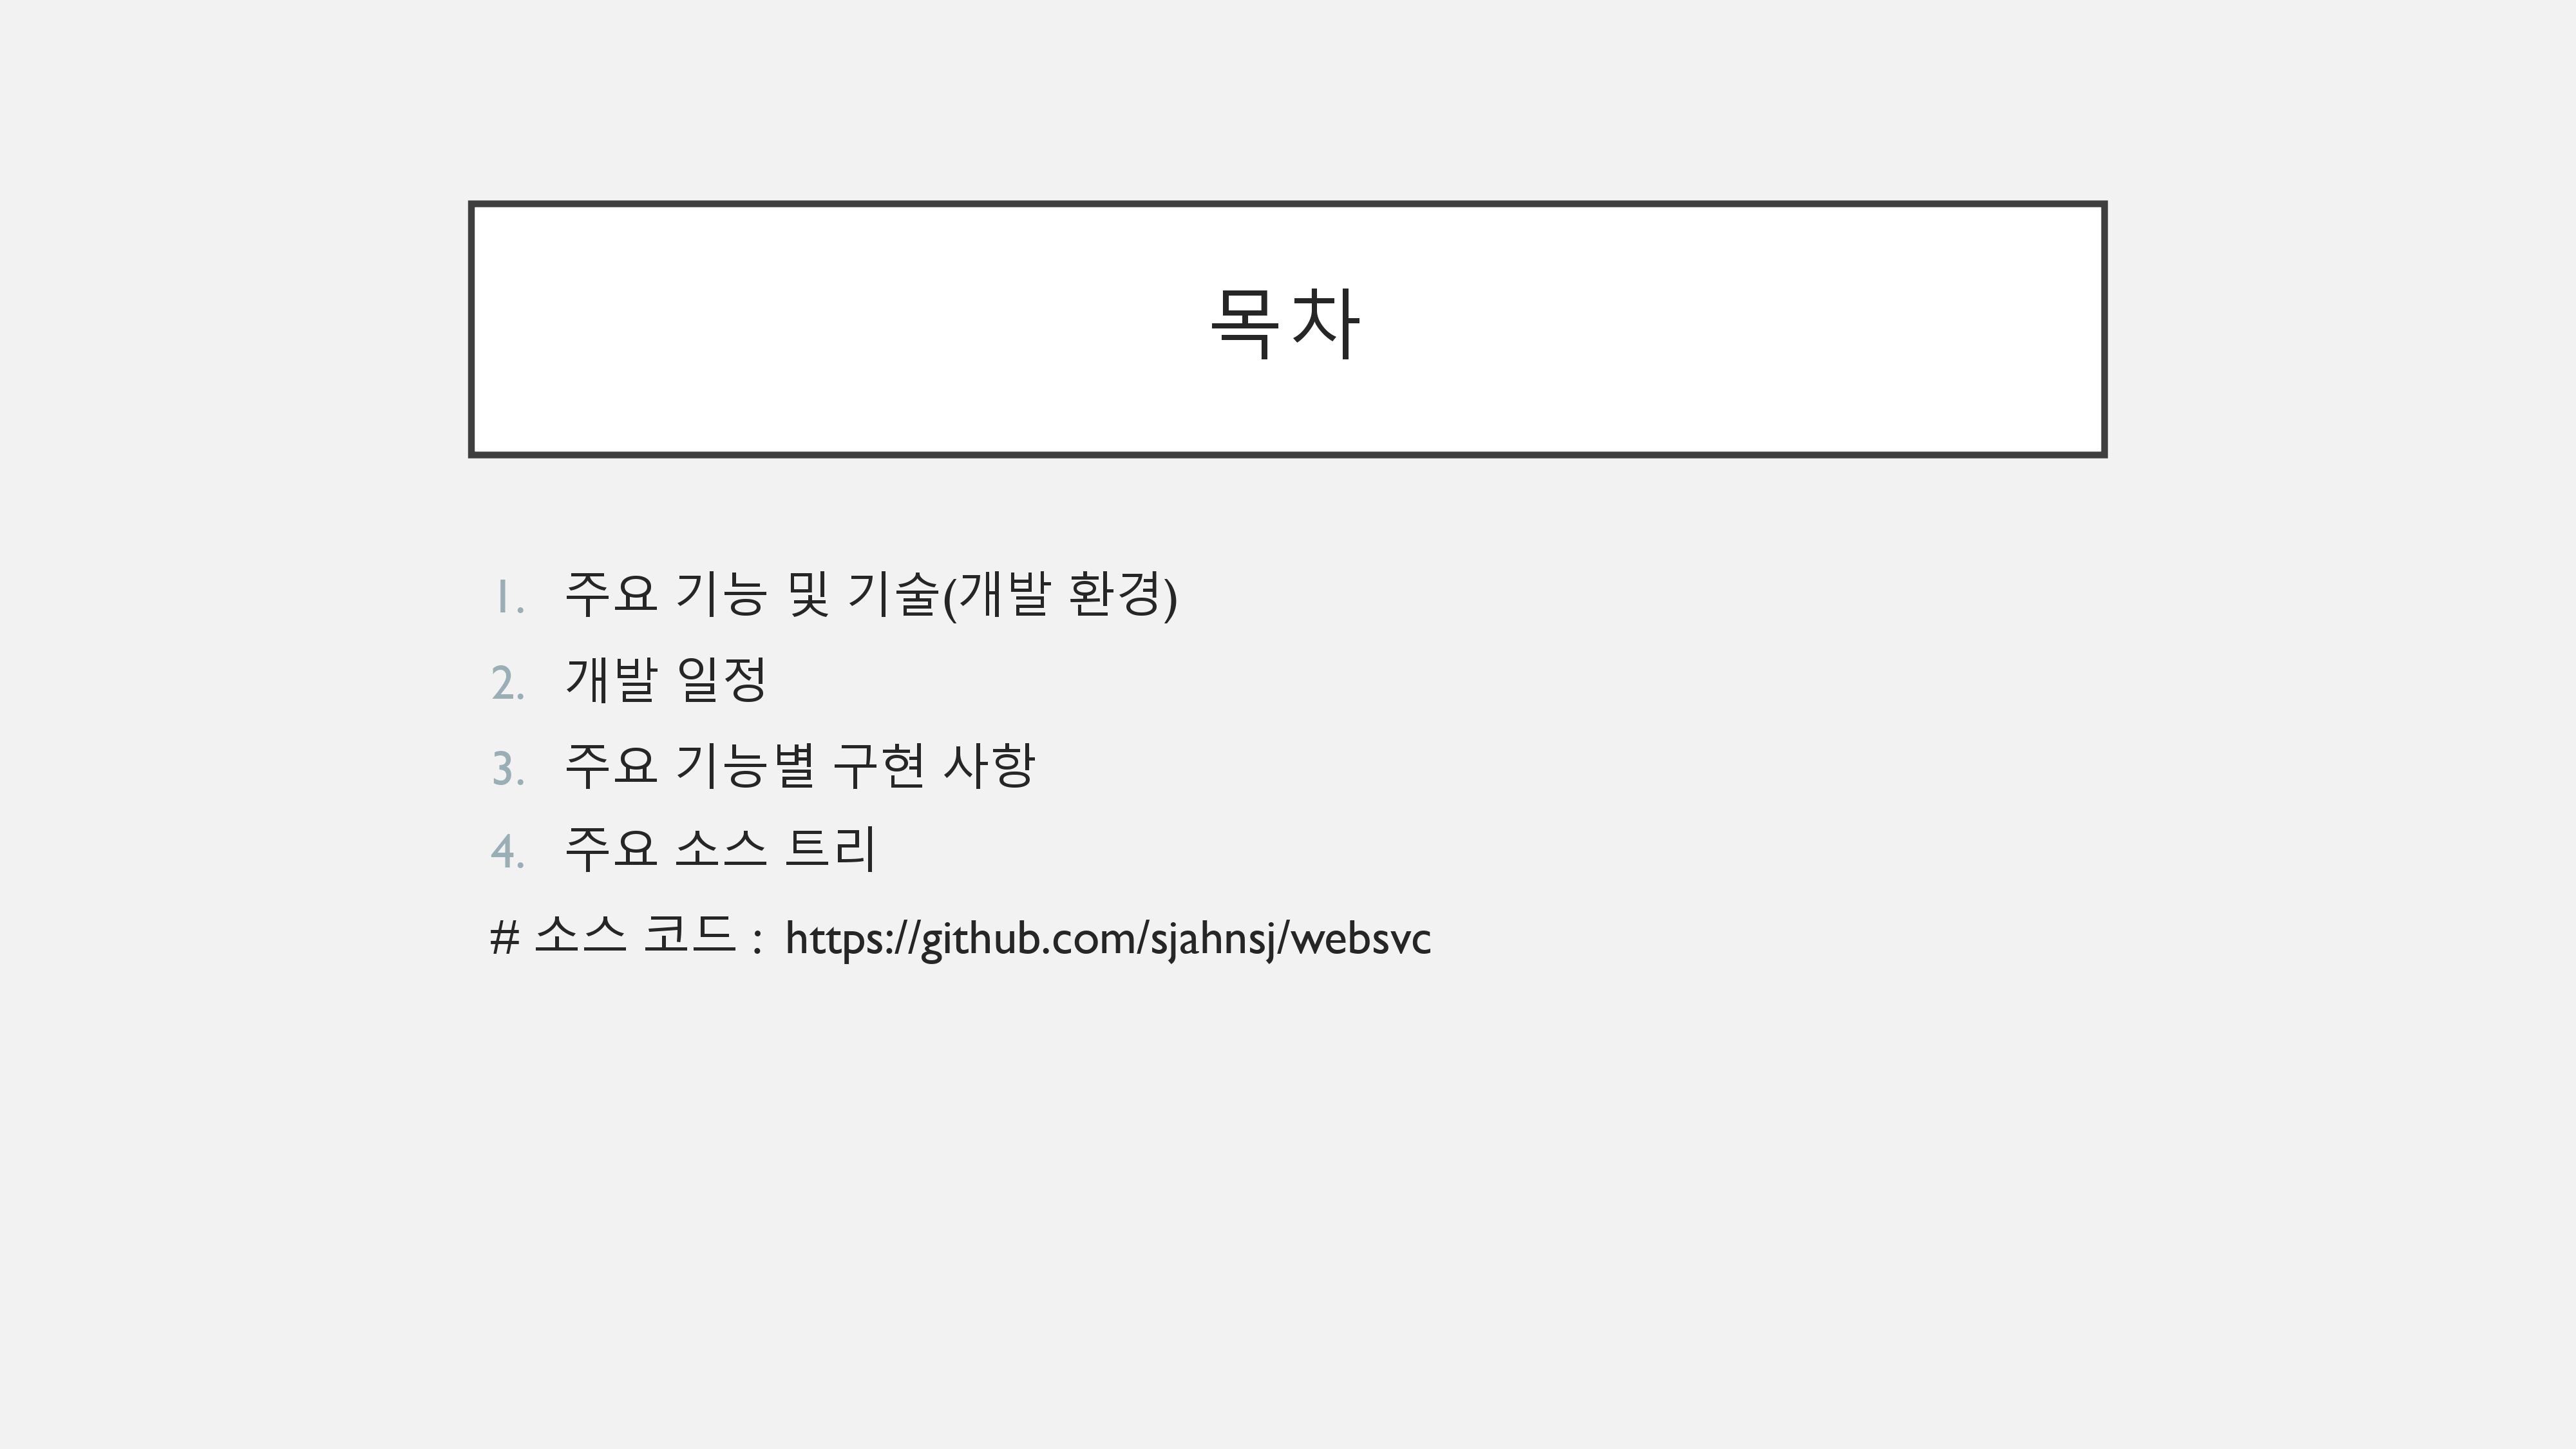 목차
1. 주요 기능 및 기술(개발 환경)
2. 개발 일정
3. 주요 기능별 구현 사항
4. 주요 소스 트리
# 소스 코드 : https://github.com/sjahnsj/websvc